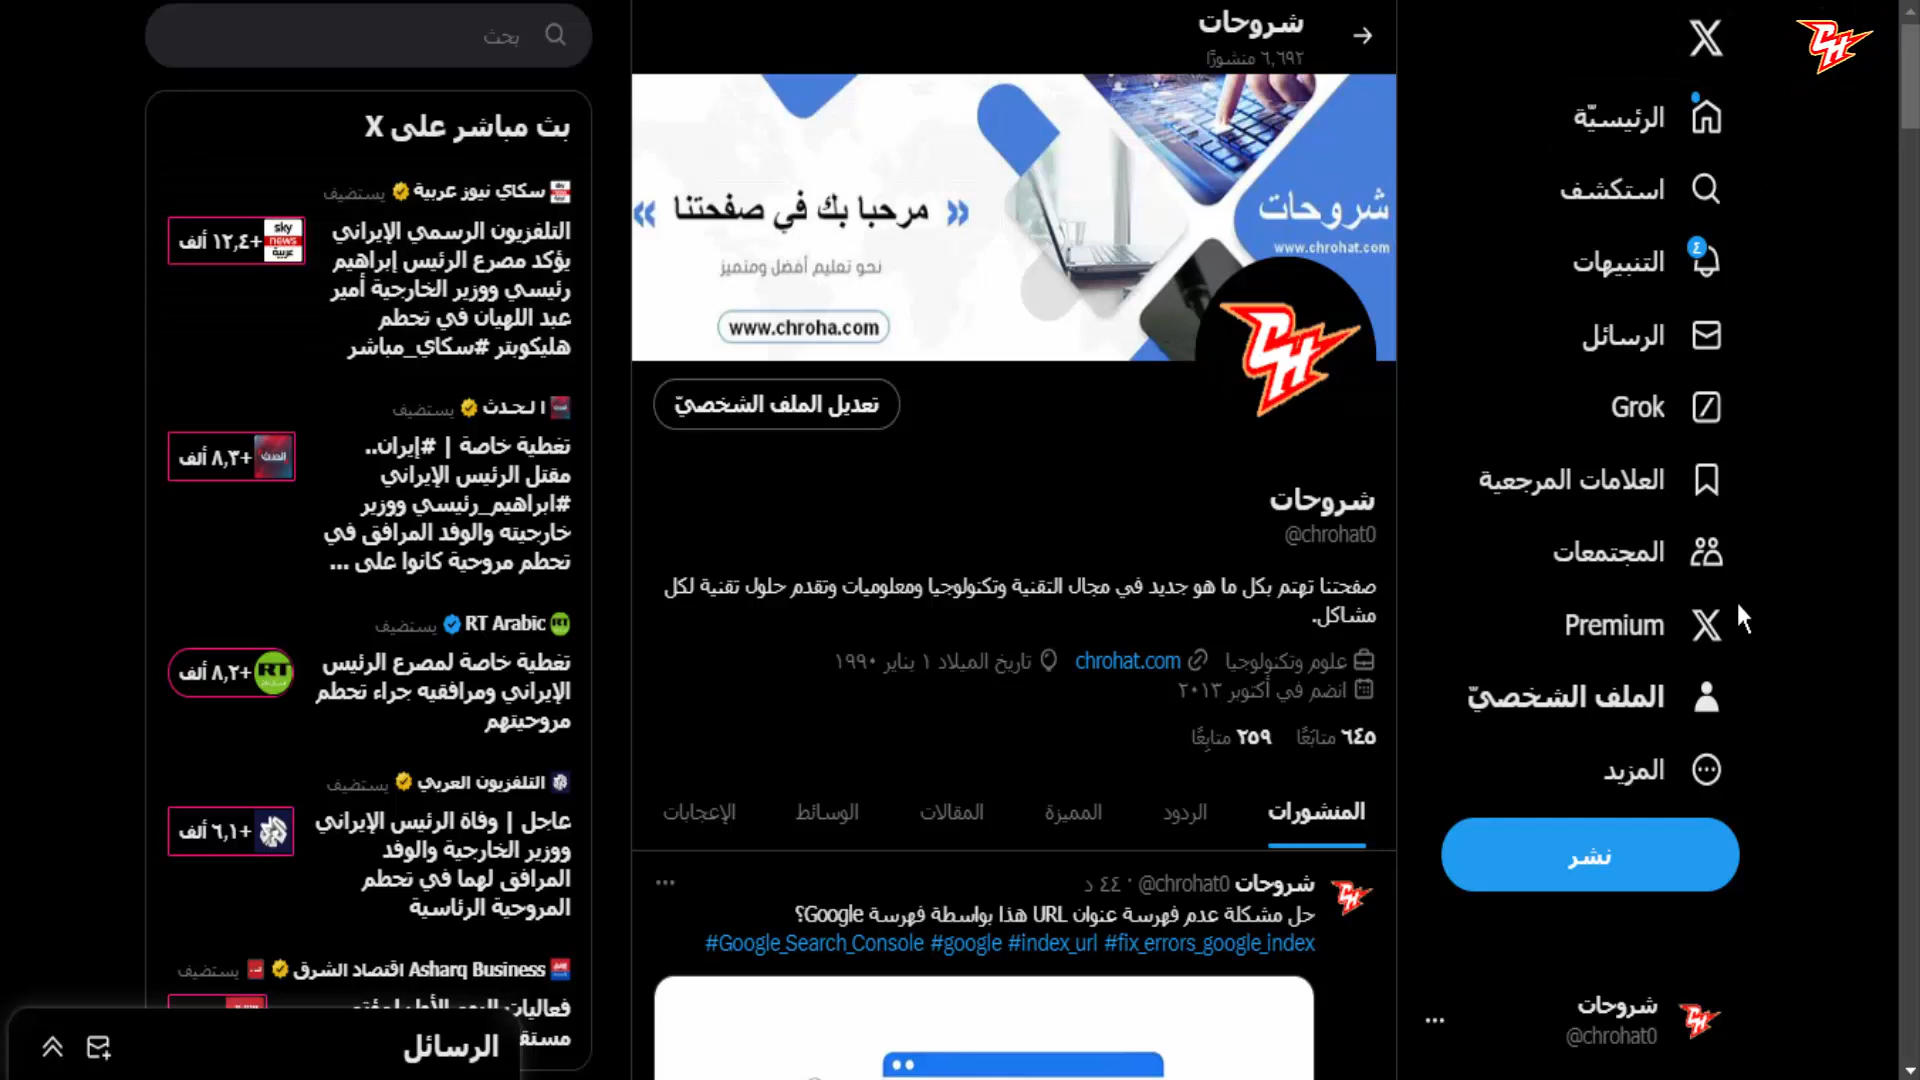 الرئيسيّة
استكشف
٤
التنبيهات
الرسائل
Grok
العلامات المرجعية
المجتمعات
Premium
الملف الشخصيّ
المزيد
نشر
شروحات
@chrohat0
شروحات
٦,٦٩٢ منشورًا
شروحات
www.chrohat.com
« مرحبا بك في صفحتنا »
نحو تعليم أفضل ومتميز
www.chroha.com
تعديل الملف الشخصيّ
شروحات
@chrohat0
صفحتنا تهتم بكل ما هو جديد في مجال التقنية وتكنولوجيا ومعلوميات وتقدم حلول تقنية لكل
مشاكل.
علوم وتكنولوجيا chrohat.com تاريخ الميلاد ١ يناير ١٩٩٠
انضم في أكتوبر ٢٠١٣
٦٤٥ متابَعًا ٢٥٩ متابِعًا
المنشورات الردود المميزة المقالات الوسائط الإعجابات
شروحات @chrohat0 · ٤٤ د
حل مشكلة عدم فهرسة عنوان URL هذا بواسطة فهرسة Google؟
#Google_Search_Console #google #index_url #fix_errors_google_index
بحث
بث مباشر على X
سكاي نيوز عربية يستضيف
التلفزيون الرسمي الإيراني
يؤكد مصرع الرئيس إبراهيم
رئيسي ووزير الخارجية أمير
عبد اللهيان في تحطم
هليكوبتر #سكاي_مباشر
sky
news
عربية
+١٢,٤ ألف
الـحـدث يستضيف
تغطية خاصة | #إيران..
مقتل الرئيس الإيراني
#ابراهيم_رئيسي ووزير
خارجيته والوفد المرافق في
تحطم مروحية كانوا على ...
الحدث
+٨,٣ ألف
RT Arabic يستضيف
تغطية خاصة لمصرع الرئيس
الإيراني ومرافقيه جراء تحطم
مروحيتهم
RT
+٨,٢ ألف
التلفزيون العربي يستضيف
عاجل | وفاة الرئيس الإيراني
ووزير الخارجية والوفد
المرافق لهما في تحطم
المروحية الرئاسية
+٦,١ ألف
Asharq Business اقتصاد الشرق يستضيف
الرسائل
CH